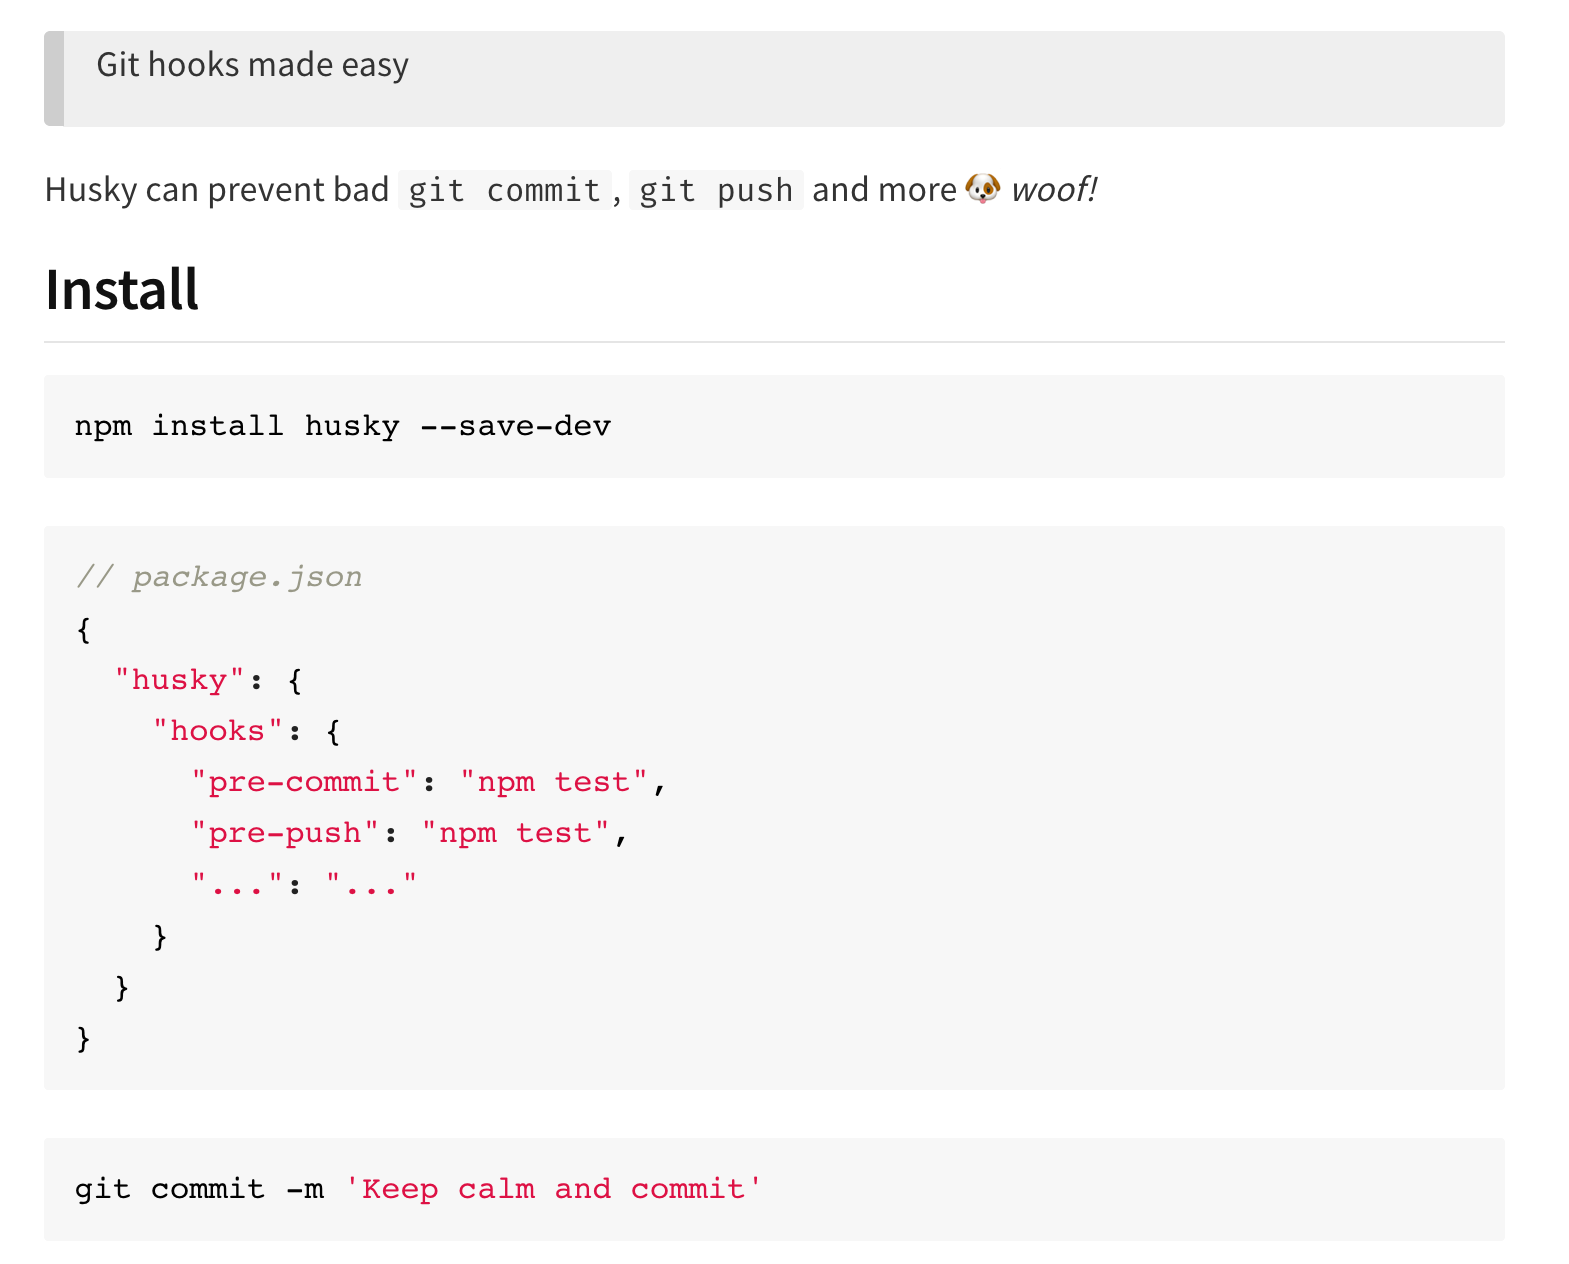 Git hooks made easy
Husky can prevent bad git commit, git push and more 🐶 woof!
Install
npm install husky --save-dev
// package.json
{
  "husky": {
    "hooks": {
      "pre-commit": "npm test",
      "pre-push": "npm test",
      "...": "..."
    }
  }
}
git commit -m 'Keep calm and commit'